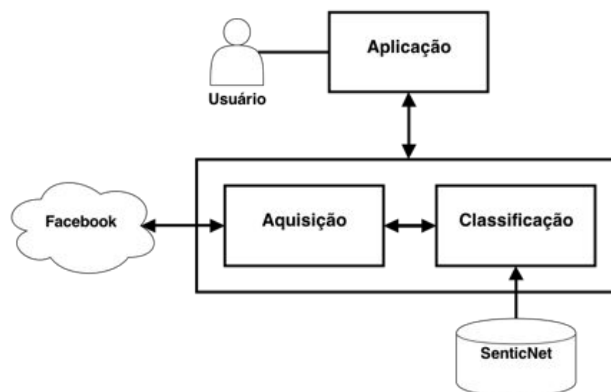 Aplicação
Usuário
Facebook
Aquisição
Classificação
SenticNet